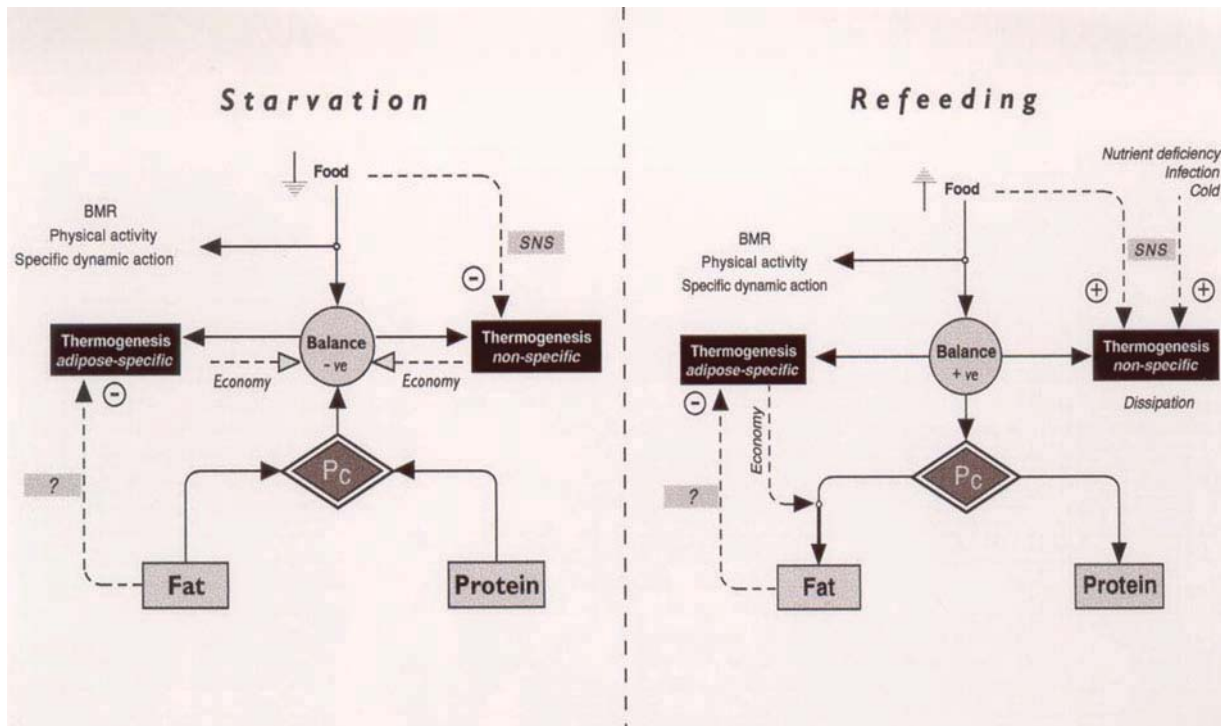 Starvation
Food
BMR
Physical activity
Specific dynamic action
SNS
-
Thermogenesis
adipose-specific
Balance
- ve
Thermogenesis
non-specific
Economy
Economy
-
Pc
?
Fat
Protein
Refeeding
Nutrient deficiency
Infection
Cold
Food
BMR
Physical activity
Specific dynamic action
SNS
+
+
Thermogenesis
adipose-specific
Balance
+ ve
Thermogenesis
non-specific
Dissipation
-
Economy
Pc
?
Fat
Protein